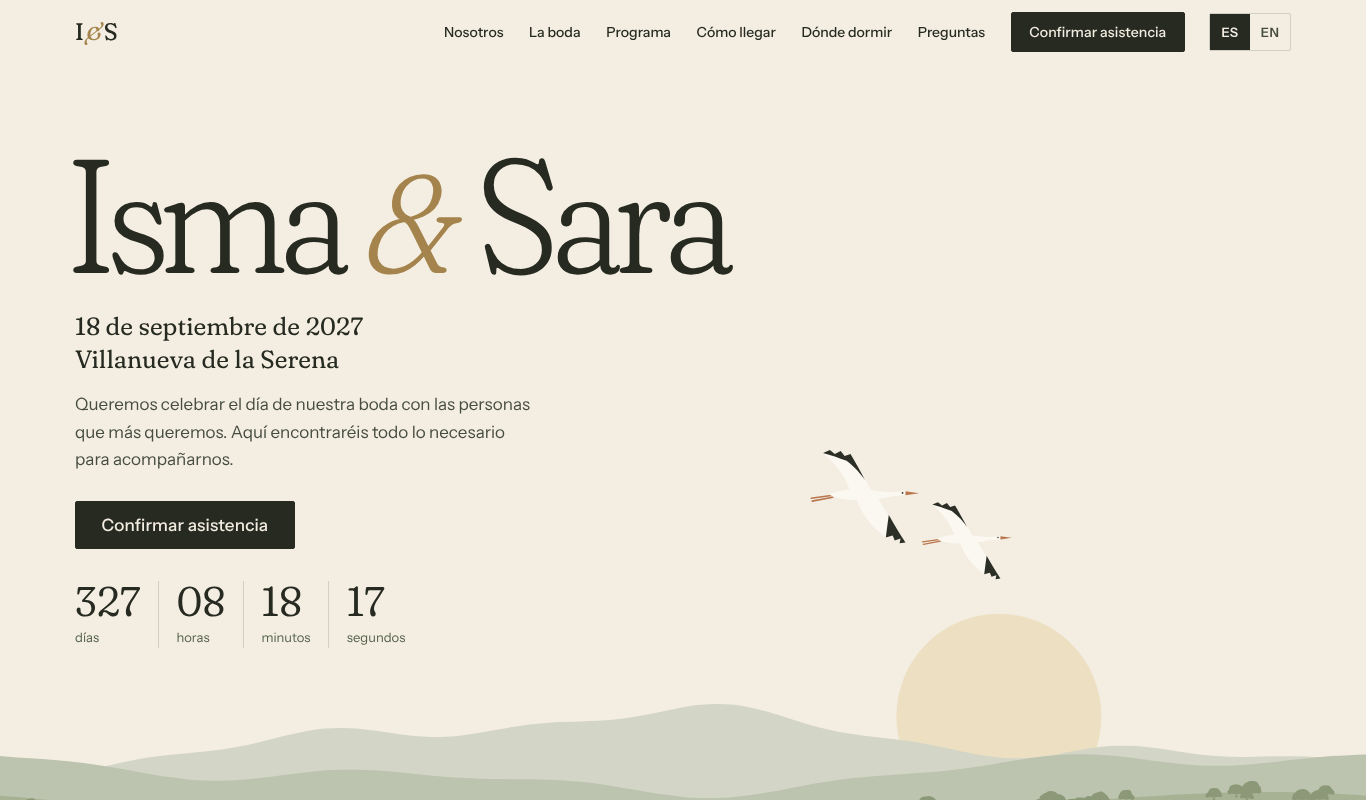 I&S
Nosotros La boda Programa Cómo llegar Dónde dormir Preguntas Confirmar asistencia ES EN
Isma & Sara
18 de septiembre de 2027
Villanueva de la Serena
Queremos celebrar el día de nuestra boda con las personas
que más queremos. Aquí encontraréis todo lo necesario
para acompañarnos.
Confirmar asistencia
327 08 18 17
días horas minutos segundos